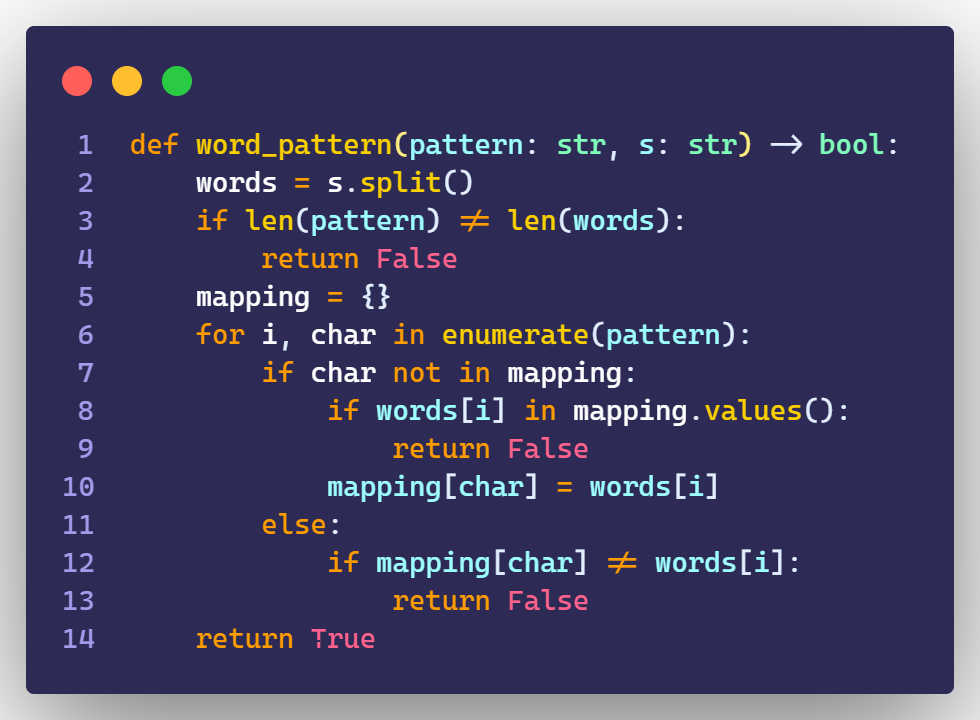 1 def word_pattern(pattern: str, s: str) -> bool:
2     words = s.split()
3     if len(pattern) != len(words):
4         return False
5     mapping = {}
6     for i, char in enumerate(pattern):
7         if char not in mapping:
8             if words[i] in mapping.values():
9                 return False
10            mapping[char] = words[i]
11        else:
12            if mapping[char] != words[i]:
13                return False
14    return True